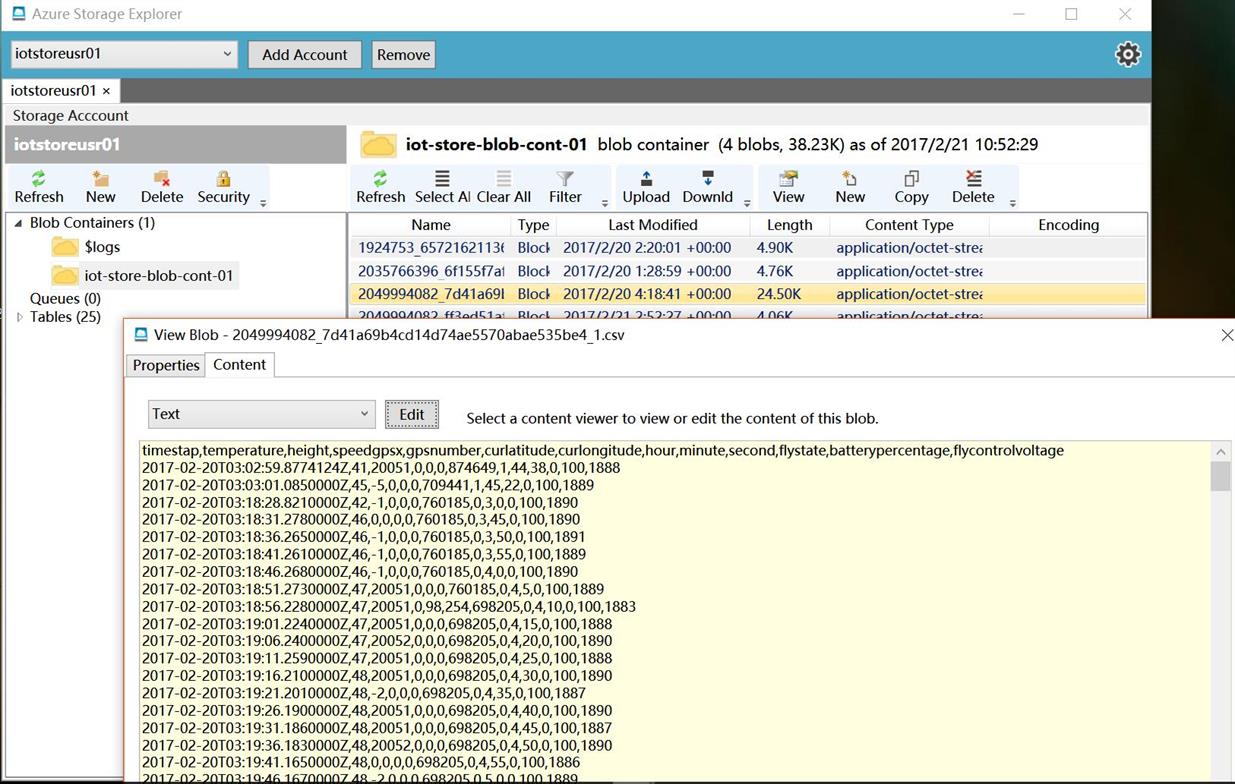 Azure Storage Explorer
iotstoreusr01 Add Account Remove
iotstoreusr01 ×
Storage Acccount
iotstoreusr01
iot-store-blob-cont-01 blob container (4 blobs, 38.23K) as of 2017/2/21 10:52:29
Refresh New Delete Security
Refresh Select Al Clear All Filter Upload Downld View New Copy Delete
Blob Containers (1)
$logs
iot-store-blob-cont-01
Queues (0)
Tables (25)
Name Type Last Modified Length Content Type Encoding
1924753_65721621136 Block 2017/2/20 2:20:01 +00:00 4.90K application/octet-strea
2035766396_6f155f7af Block 2017/2/20 1:28:59 +00:00 4.76K application/octet-strea
2049994082_7d41a69b Block 2017/2/20 4:18:41 +00:00 24.50K application/octet-strea
2049994082_ff3ed51af Block 2017/2/21 2:52:27 +00:00 4.06K application/octet-strea
View Blob - 2049994082_7d41a69b4cd14d74ae5570abae535be4_1.csv
Properties Content
Text Edit Select a content viewer to view or edit the content of this blob.
timestap,temperature,height,speedgpsx,gpsnumber,curlatitude,curlongitude,hour,minute,second,flystate,batterypercentage,flycontrolvoltage
2017-02-20T03:02:59.8774124Z,41,20051,0,0,0,874649,1,44,38,0,100,1888
2017-02-20T03:03:01.0850000Z,45,-5,0,0,0,709441,1,45,22,0,100,1889
2017-02-20T03:18:28.8210000Z,42,-1,0,0,0,760185,0,3,0,0,100,1890
2017-02-20T03:18:31.2780000Z,46,0,0,0,0,760185,0,3,45,0,100,1890
2017-02-20T03:18:36.2650000Z,46,-1,0,0,0,760185,0,3,50,0,100,1891
2017-02-20T03:18:41.2610000Z,46,-1,0,0,0,760185,0,3,55,0,100,1889
2017-02-20T03:18:46.2680000Z,46,-1,0,0,0,760185,0,4,0,0,100,1890
2017-02-20T03:18:51.2730000Z,47,20051,0,0,0,760185,0,4,5,0,100,1889
2017-02-20T03:18:56.2280000Z,47,20051,0,98,254,698205,0,4,10,0,100,1883
2017-02-20T03:19:01.2240000Z,47,20051,0,0,0,698205,0,4,15,0,100,1888
2017-02-20T03:19:06.2400000Z,47,20052,0,0,0,698205,0,4,20,0,100,1890
2017-02-20T03:19:11.2590000Z,47,20051,0,0,0,698205,0,4,25,0,100,1888
2017-02-20T03:19:16.2100000Z,48,20051,0,0,0,698205,0,4,30,0,100,1890
2017-02-20T03:19:21.2010000Z,48,-2,0,0,0,698205,0,4,35,0,100,1887
2017-02-20T03:19:26.1900000Z,48,20051,0,0,0,698205,0,4,40,0,100,1890
2017-02-20T03:19:31.1860000Z,48,20051,0,0,0,698205,0,4,45,0,100,1887
2017-02-20T03:19:36.1830000Z,48,20052,0,0,0,698205,0,4,50,0,100,1890
2017-02-20T03:19:41.1650000Z,48,0,0,0,0,698205,0,4,55,0,100,1886
2017-02-20T03:19:46.1670000Z,48,-2,0,0,0,698205,0,5,0,0,100,1889